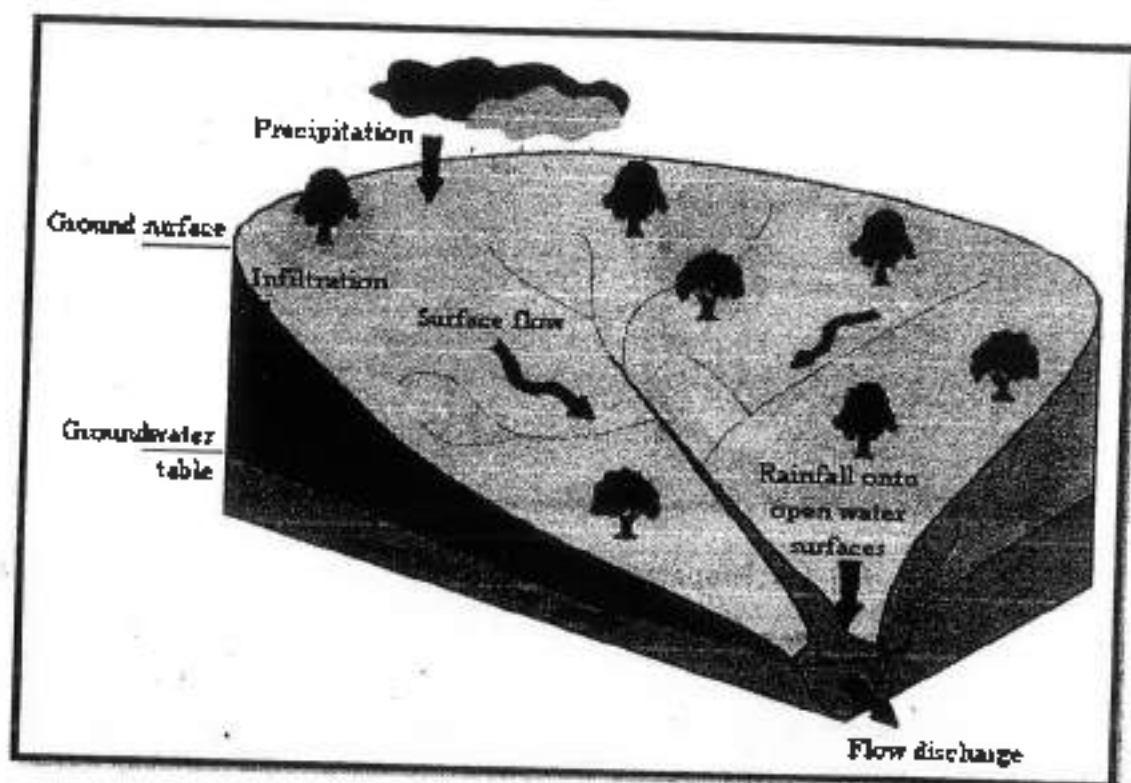 Precipitation
Ground surface
Infiltration
Surface flow
Groundwater
table
Rainfall onto
open water
surfaces
Flow discharge